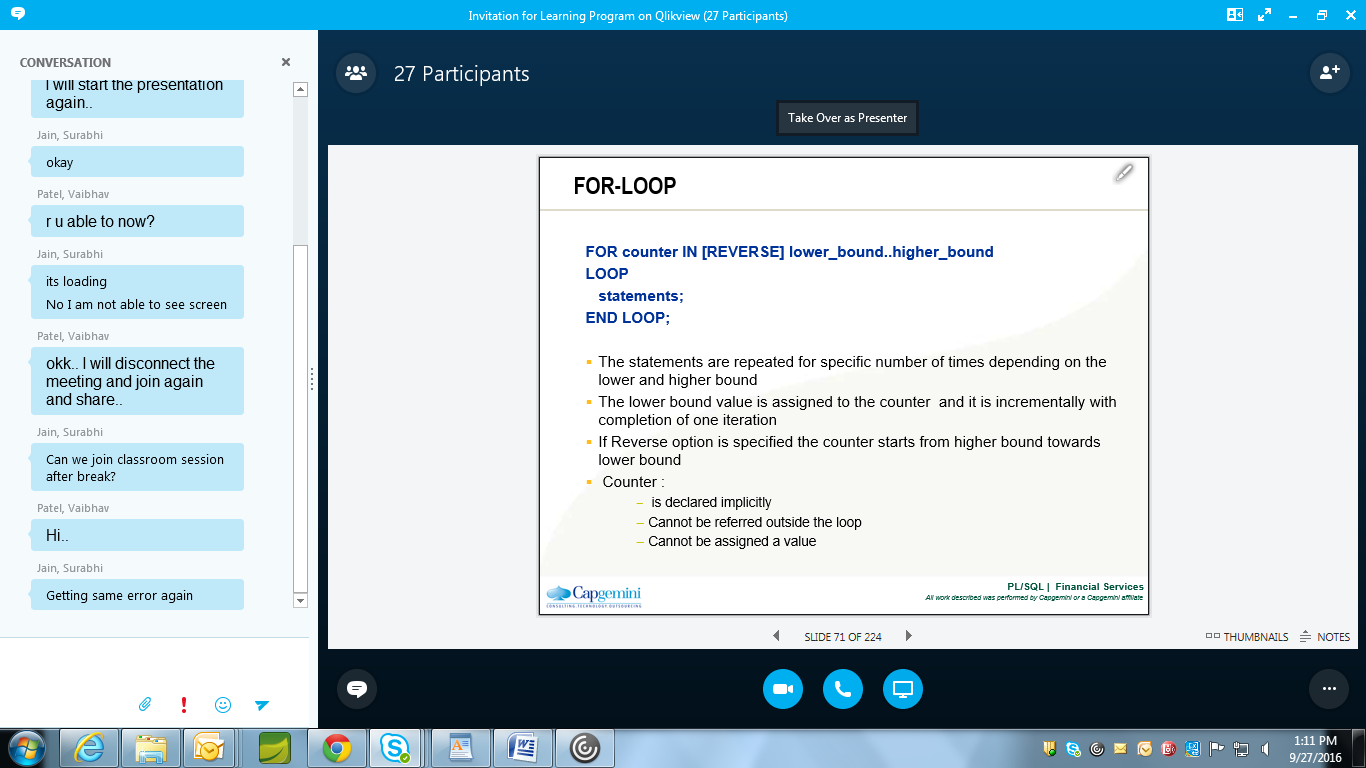 Invitation for Learning Program on Qlikview (27 Participants)
CONVERSATION
I will start the presentation
again..
Jain, Surabhi
okay
Patel, Vaibhav
r u able to now?
Jain, Surabhi
its loading
No I am not able to see screen
Patel, Vaibhav
okk.. I will disconnect the
meeting and join again
and share..
Jain, Surabhi
Can we join classroom session
after break?
Patel, Vaibhav
Hi..
Jain, Surabhi
Getting same error again
27 Participants
Take Over as Presenter
FOR-LOOP
FOR counter IN [REVERSE] lower_bound..higher_bound
LOOP
statements;
END LOOP;
The statements are repeated for specific number of times depending on the
lower and higher bound
The lower bound value is assigned to the counter and it is incrementally with
completion of one iteration
If Reverse option is specified the counter starts from higher bound towards
lower bound
Counter :
– is declared implicitly
– Cannot be referred outside the loop
– Cannot be assigned a value
Capgemini
CONSULTING.TECHNOLOGY.OUTSOURCING
PL/SQL | Financial Services
All work described was performed by Capgemini or a Capgemini affiliate
SLIDE 71 OF 224
THUMBNAILS
NOTES
1:11 PM
9/27/2016